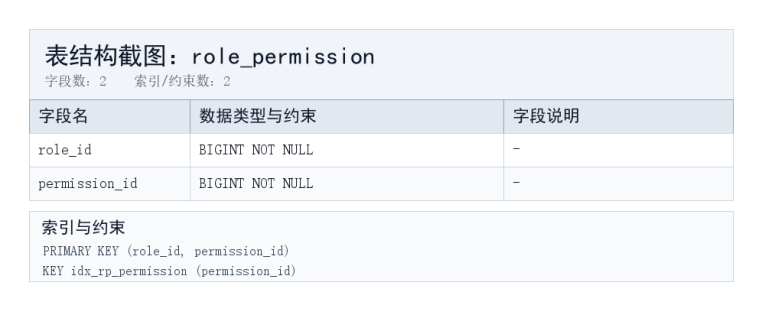 表结构截图：role_permission
字段数：2 索引/约束数：2
字段名 数据类型与约束 字段说明
role_id BIGINT NOT NULL -
permission_id BIGINT NOT NULL -
索引与约束
PRIMARY KEY (role_id, permission_id)
KEY idx_rp_permission (permission_id)